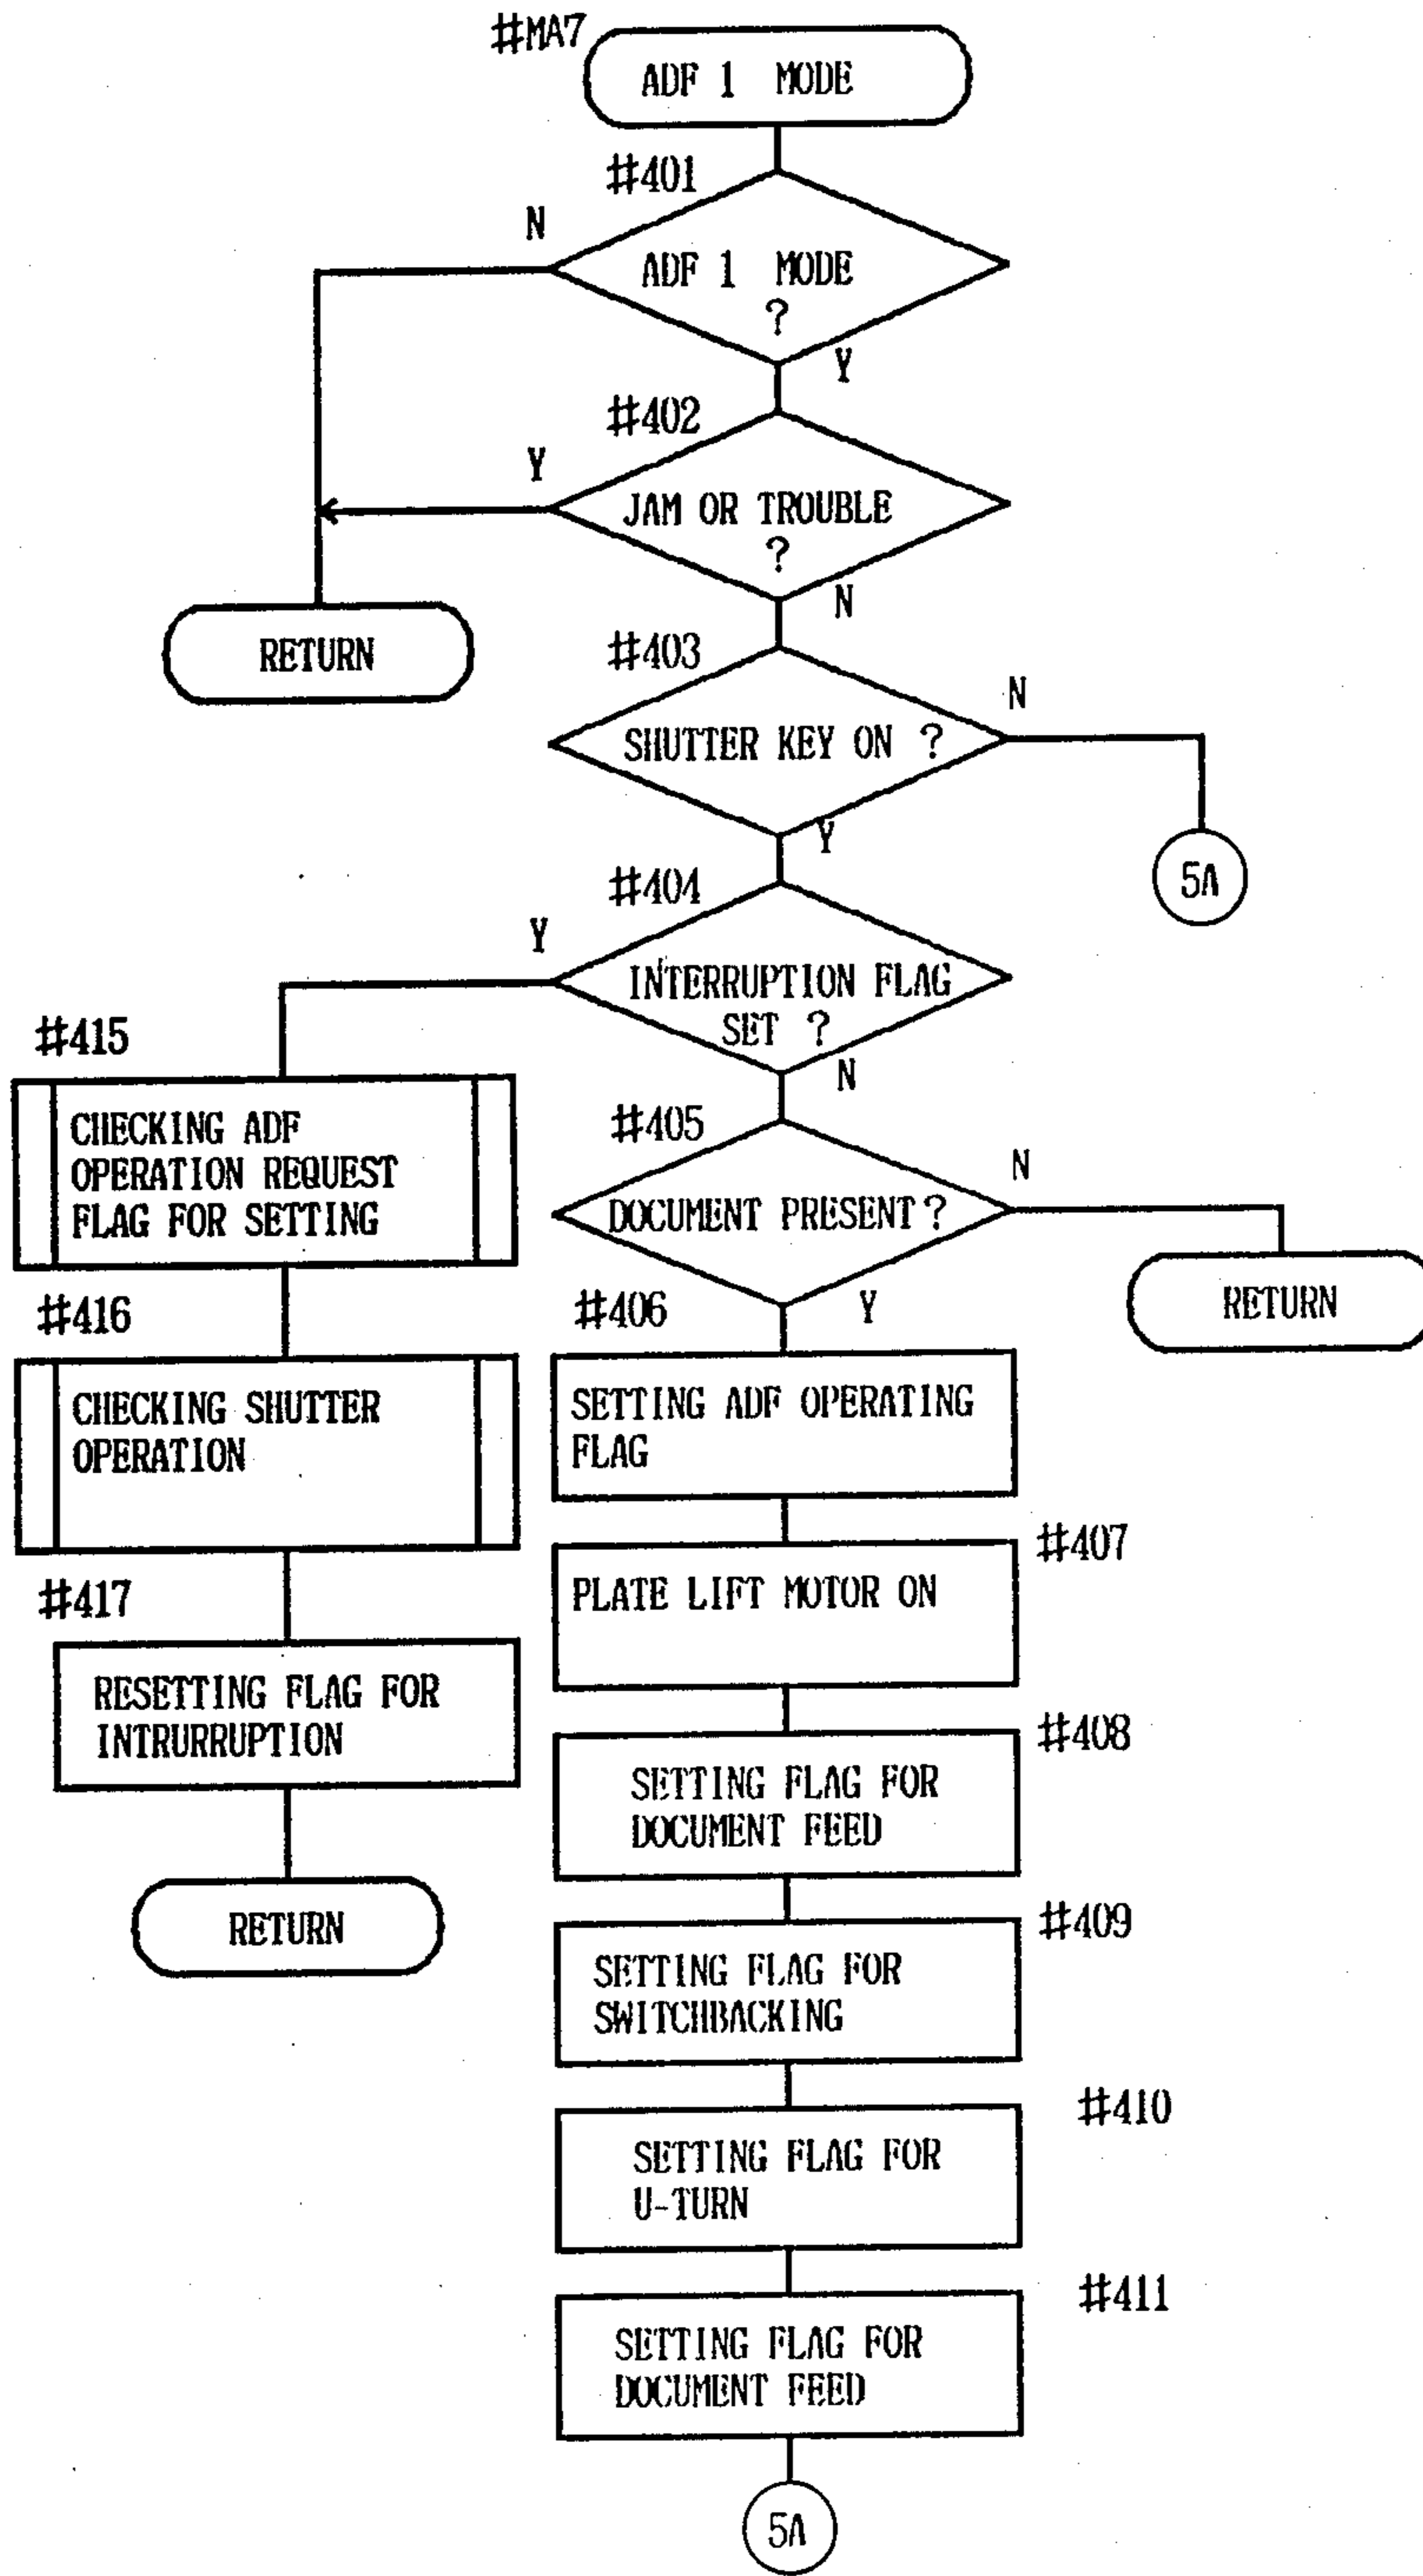 #MA7
ADF 1 MODE
#401
N
ADF 1 MODE
?
Y
#402
Y
JAM OR TROUBLE
?
N
RETURN
#403
N
SHUTTER KEY ON ?
Y
5A
#404
Y
INTERRUPTION FLAG
SET ?
N
#415
CHECKING ADF
OPERATION REQUEST
FLAG FOR SETTING
#405
N
DOCUMENT PRESENT?
Y
RETURN
#416
CHECKING SHUTTER
OPERATION
#406
SETTING ADF OPERATING
FLAG
#407
PLATE LIFT MOTOR ON
#417
RESETTING FLAG FOR
INTRURRUPTION
RETURN
#408
SETTING FLAG FOR
DOCUMENT FEED
#409
SETTING FLAG FOR
SWITCHBACKING
#410
SETTING FLAG FOR
U-TURN
#411
SETTING FLAG FOR
DOCUMENT FEED
5A